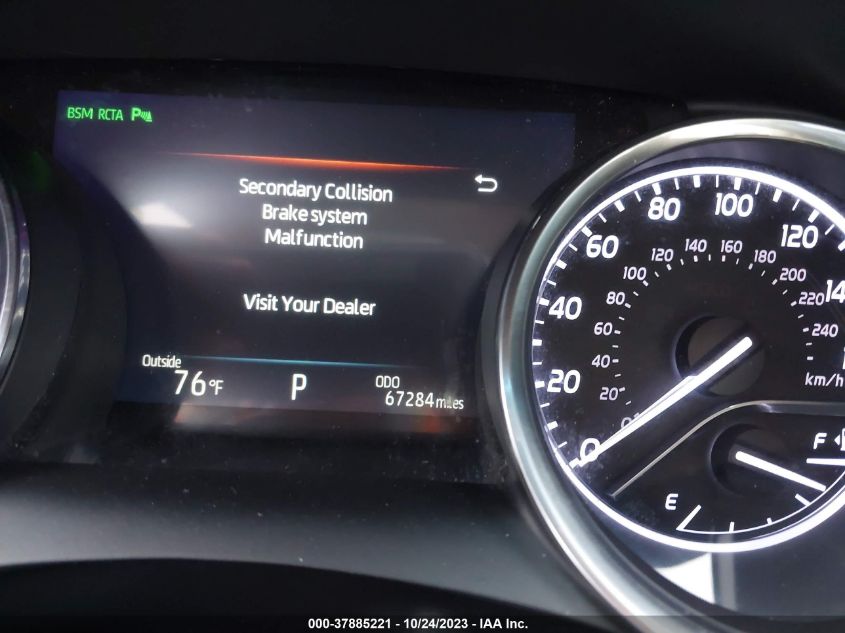 BSM RCTA P
Secondary Collision
Brake system
Malfunction
Visit Your Dealer
Outside
76°F
P
ODO
67284 miles
0
20
40
60
80
100
120
14
20
40
60
80
100
120
140
160
180
200
220
240
km/h
E
F
000-37885221 - 10/24/2023 - IAA Inc.